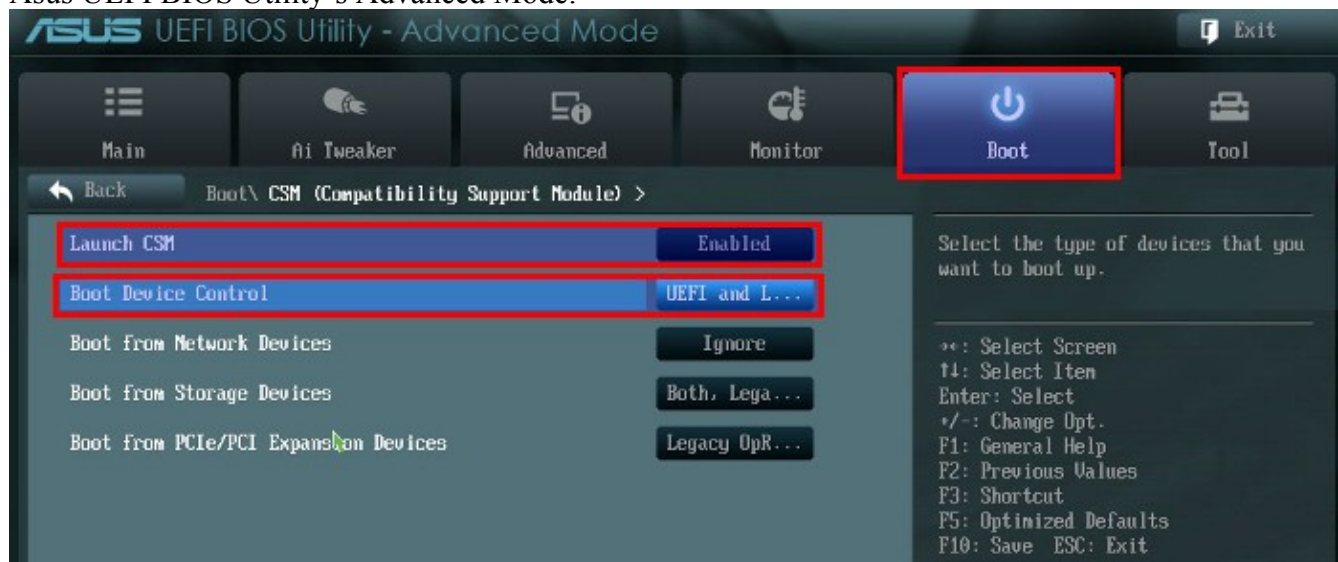 Asus UEFI BIOS Utility's Advanced Mode:
ASUS UEFI BIOS Utility - Advanced Mode
Exit
Main
Ai Tweaker
Advanced
Monitor
Boot
Tool
Back
Boot\ CSM (Compatibility Support Module) >
Launch CSM Enabled
Boot Device Control UEFI and L...
Boot from Network Devices Ignore
Boot from Storage Devices Both, Lega...
Boot from PCIe/PCI Expansion Devices Legacy OpR...
Select the type of devices that you
want to boot up.
→←: Select Screen
↑↓: Select Item
Enter: Select
+/-: Change Opt.
F1: General Help
F2: Previous Values
F3: Shortcut
F5: Optimized Defaults
F10: Save ESC: Exit